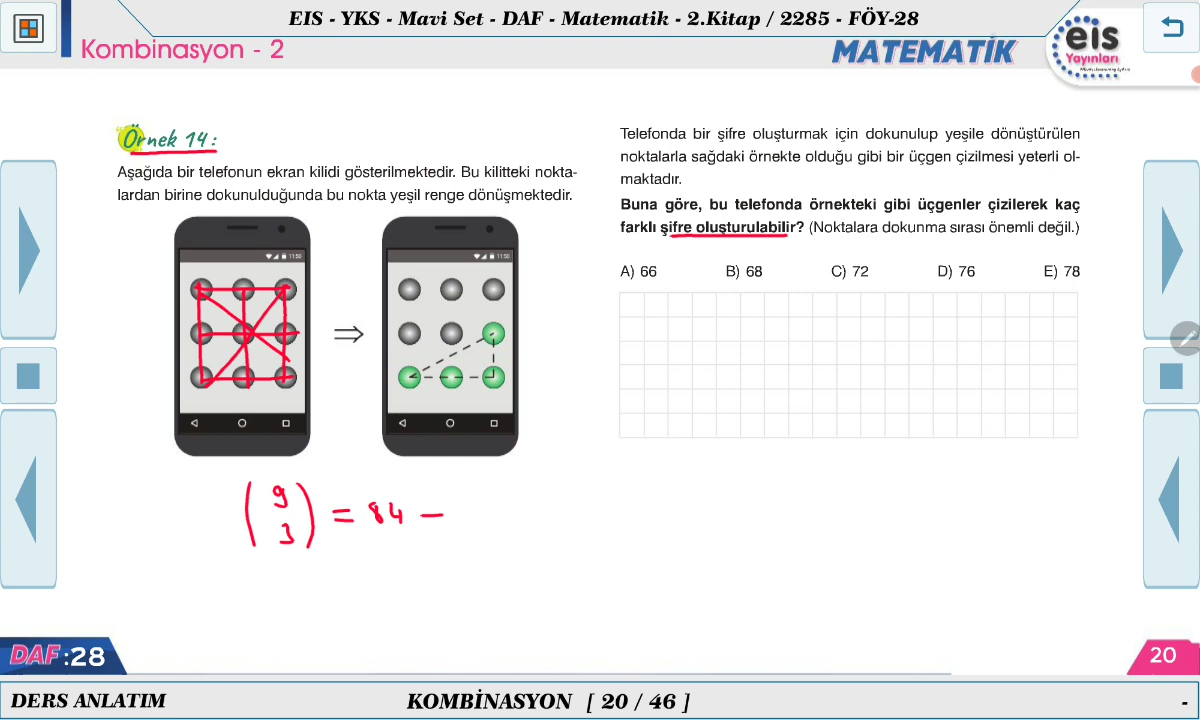 EIS - YKS - Mavi Set - DAF - Matematik - 2.Kitap / 2285 - FÖY-28
Kombinasyon - 2
MATEMATİK
eis
Yayınları
Örnek 14:
Aşağıda bir telefonun ekran kilidi gösterilmektedir. Bu kilitteki nokta-
lardan birine dokunulduğunda bu nokta yeşil renge dönüşmektedir.
11:50
11:50
⇒
Telefonda bir şifre oluşturmak için dokunulup yeşile dönüştürülen
noktalarla sağdaki örnekte olduğu gibi bir üçgen çizilmesi yeterli ol-
maktadır.
Buna göre, bu telefonda örnekteki gibi üçgenler çizilerek kaç
farklı şifre oluşturulabilir? (Noktalara dokunma sırası önemli değil.)
A) 66 B) 68 C) 72 D) 76 E) 78
(9
3) = 84 –
DAF :28
20
DERS ANLATIM
KOMBİNASYON [ 20 / 46 ]
-